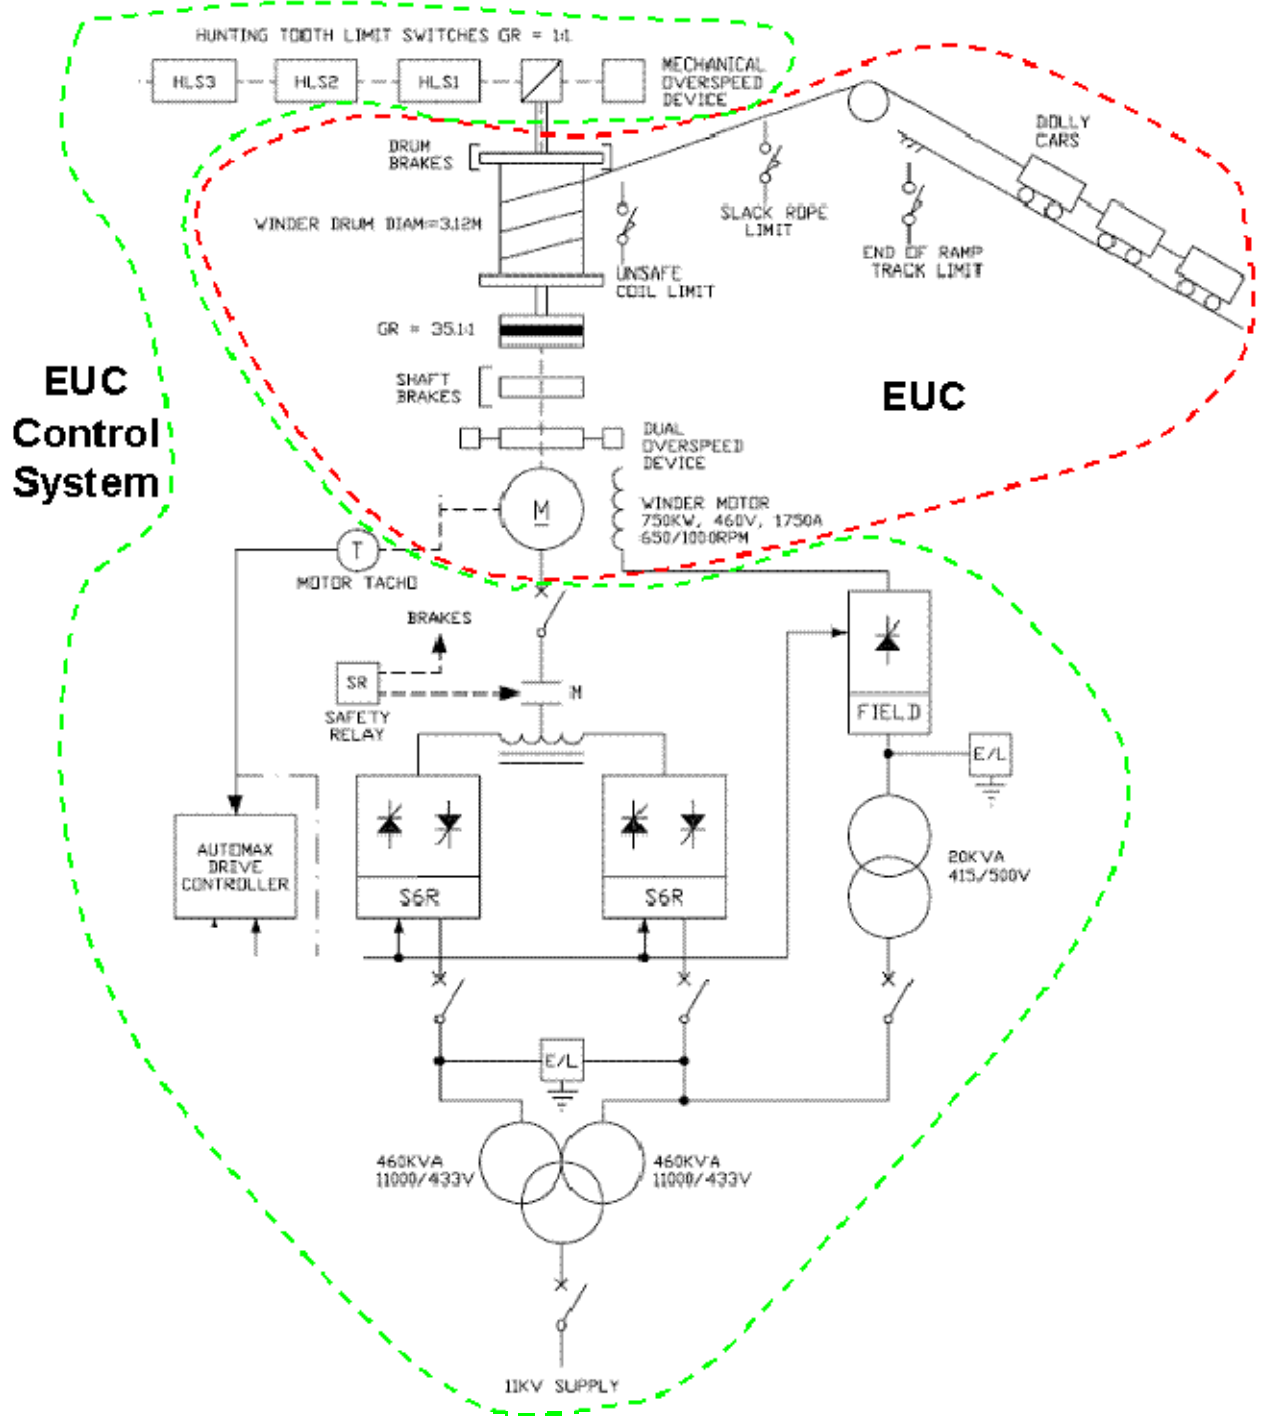 HUNTING TOOTH LIMIT SWITCHES GR = 1:1
HLS3
HLS2
HLS1
MECHANICAL
OVERSPEED
DEVICE
DRUM
BRAKES
DOLLY
CARS
WINDER DRUM DIAM=3.12M
SLACK ROPE
LIMIT
END OF RAMP
TRACK LIMIT
UNSAFE
COIL LIMIT
GR = 35.1:1
SHAFT
BRAKES
EUC
Control
System
EUC
DUAL
OVERSPEED
DEVICE
M
WINDER MOTOR
750KW, 460V, 1750A
650/1000RPM
T
MOTOR TACHO
BRAKES
SR
SAFETY
RELAY
M
FIELD
E/L
AUTOMAX
DRIVE
CONTROLLER
S6R
S6R
20KVA
415/500V
E/L
460KVA
11000/433V
460KVA
11000/433V
11KV SUPPLY